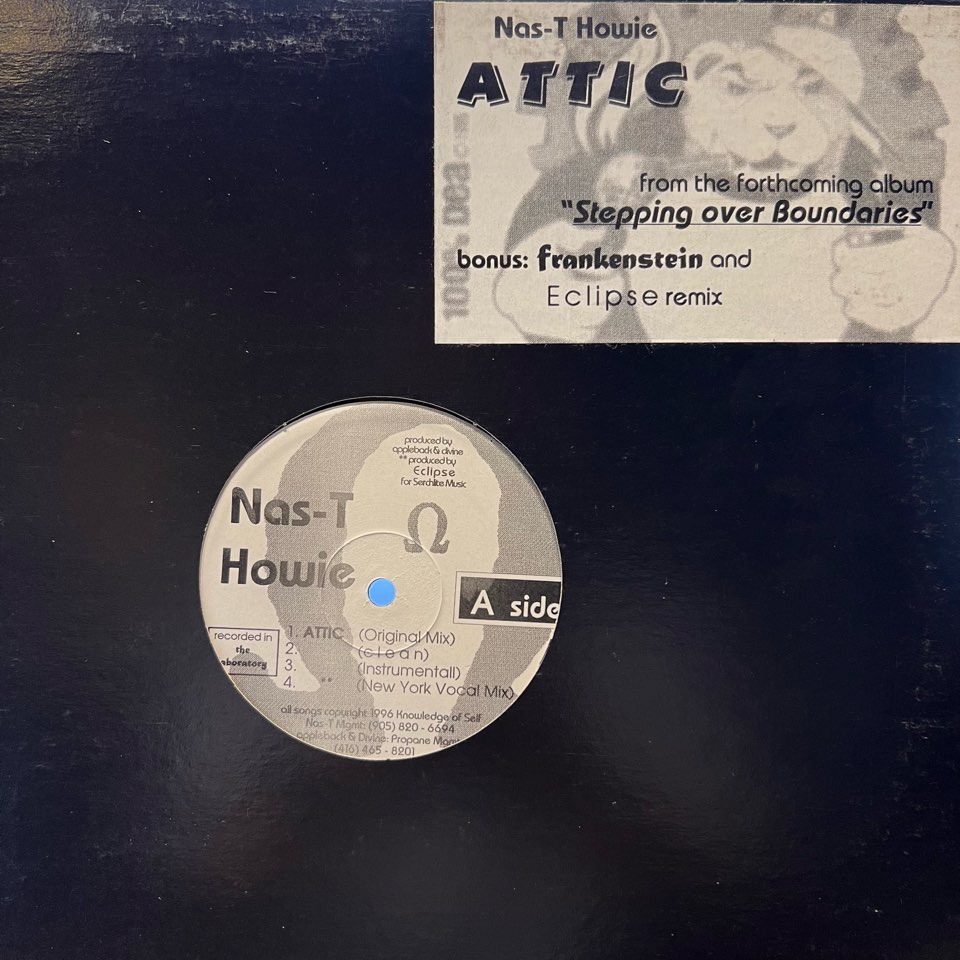 Nas-T Howie
ATTIC
from the forthcoming album
"Stepping over Boundaries"
bonus: frankenstein and
Eclipse remix
100%
produced by
appleback & divine
** produced by
Eclipse
for Serchlite Music
Nas-T
Howie
Ω
A side
recorded in
the
laboratory
1. ATTIC (Original Mix)
2. (clean)
3. (Instrumentall)
4. ** (New York Vocal Mix)
all songs copyright 1996 Knowledge of Self
Nas-T Mgmt: (905) 820 - 6694
appleback & Divine: Propane Mgmt
(416) 465 - 8201